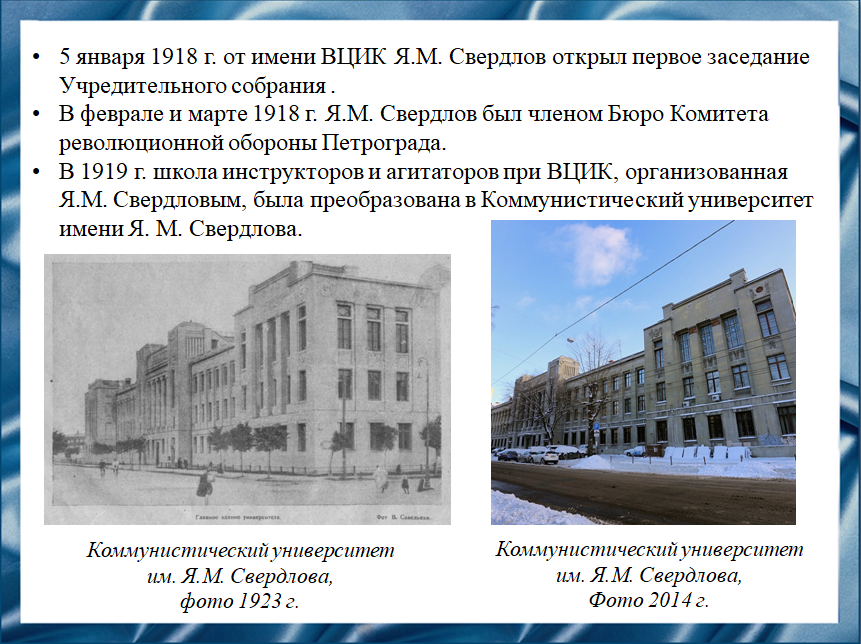 • 5 января 1918 г. от имени ВЦИК Я.М. Свердлов открыл первое заседание
Учредительного собрания .
• В феврале и марте 1918 г. Я.М. Свердлов был членом Бюро Комитета
революционной обороны Петрограда.
• В 1919 г. школа инструкторов и агитаторов при ВЦИК, организованная
Я.М. Свердловым, была преобразована в Коммунистический университет
имени Я. М. Свердлова.
Главное здание университета.
Фот В. Савельева.
Коммунистический университет
им. Я.М. Свердлова,
фото 1923 г.
Коммунистический университет
им. Я.М. Свердлова,
Фото 2014 г.